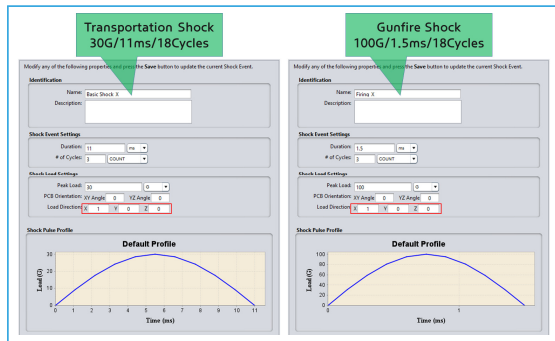 Transportation Shock
30G/11ms/18Cycles
Modify any of the following properties and press the Save button to update the current Shock Event.
Identification
Name: Basic Shock X
Description:
Shock Event Settings
Duration: 11 ms
# of Cycles: 3 COUNT
Shock Load Settings
Peak Load: 30 G
PCB Orientation: XY Angle 0 YZ Angle 0
Load Direction: X 1 Y 0 Z 0
Shock Pulse Profile
Default Profile
Load (G)
30
20
10
0
0 1 2 3 4 5 6 7 8 9 10 11
Time (ms)
Gunfire Shock
100G/1.5ms/18Cycles
Modify any of the following properties and press the Save button to update the current Shock Event.
Identification
Name: Firing X
Description:
Shock Event Settings
Duration: 1.5 ms
# of Cycles: 3 COUNT
Shock Load Settings
Peak Load: 100 G
PCB Orientation: XY Angle 0 YZ Angle 0
Load Direction: X 1 Y 0 Z 0
Shock Pulse Profile
Default Profile
Load (G)
100
80
60
40
20
0
0 1
Time (ms)